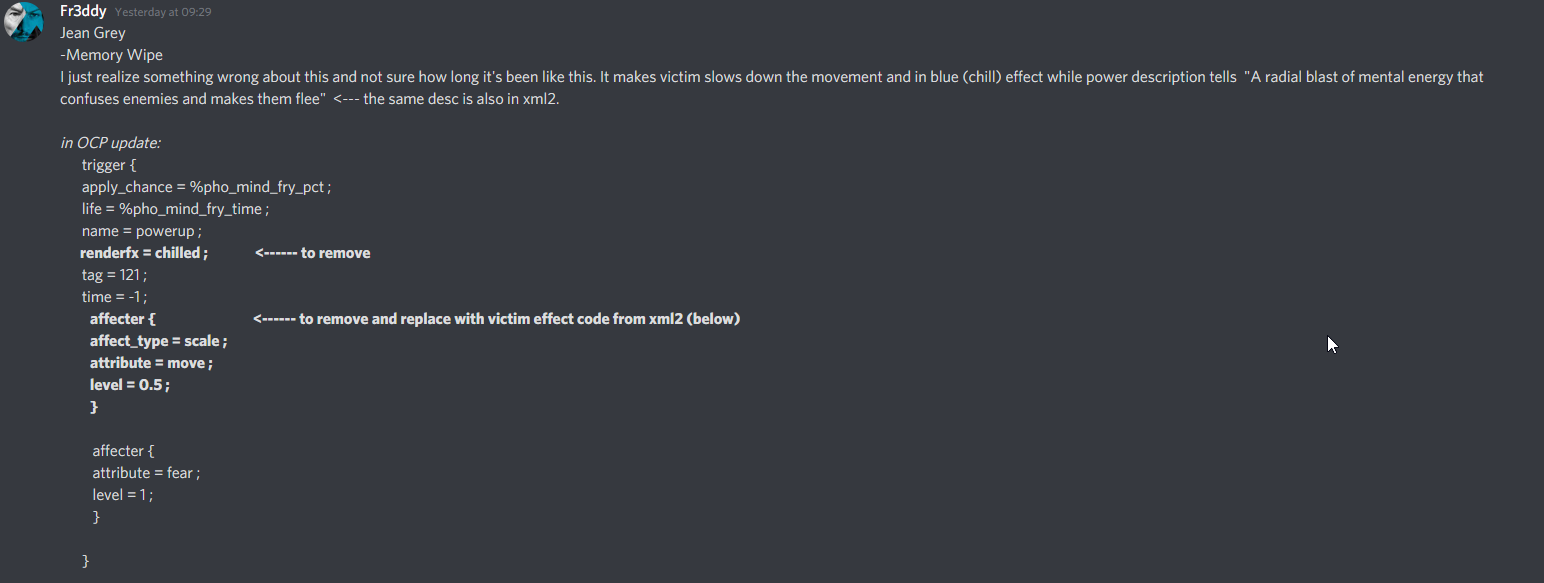 Fr3ddy Yesterday at 09:29
Jean Grey
-Memory Wipe
I just realize something wrong about this and not sure how long it's been like this. It makes victim slows down the movement and in blue (chill) effect while power description tells "A radial blast of mental energy that
confuses enemies and makes them flee" <--- the same desc is also in xml2.
in OCP update:
trigger {
apply_chance = %pho_mind_fry_pct ;
life = %pho_mind_fry_time ;
name = powerup ;
renderfx = chilled ; <------ to remove
tag = 121 ;
time = -1 ;
affecter { <------ to remove and replace with victim effect code from xml2 (below)
affect_type = scale ;
attribute = move ;
level = 0.5 ;
}
affecter {
attribute = fear ;
level = 1 ;
}
}